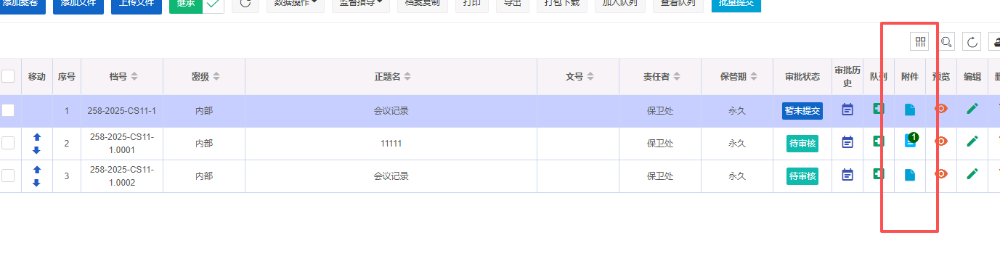 添加案卷 添加文件 上传文件 继承 数据操作 监督指导 档案复制 打印 导出 打包下载 加入队列 查看队列 批量提交
移动 序号 档号 密级 正题名 文号 责任者 保管期 审批状态 审批历史 队列 附件 预览 编辑
1 258-2025-CS11-1 内部 会议记录 保卫处 永久 暂未提交
2 258-2025-CS11-1.0001 内部 11111 保卫处 永久 待审核 1
3 258-2025-CS11-1.0002 内部 会议记录 保卫处 永久 待审核